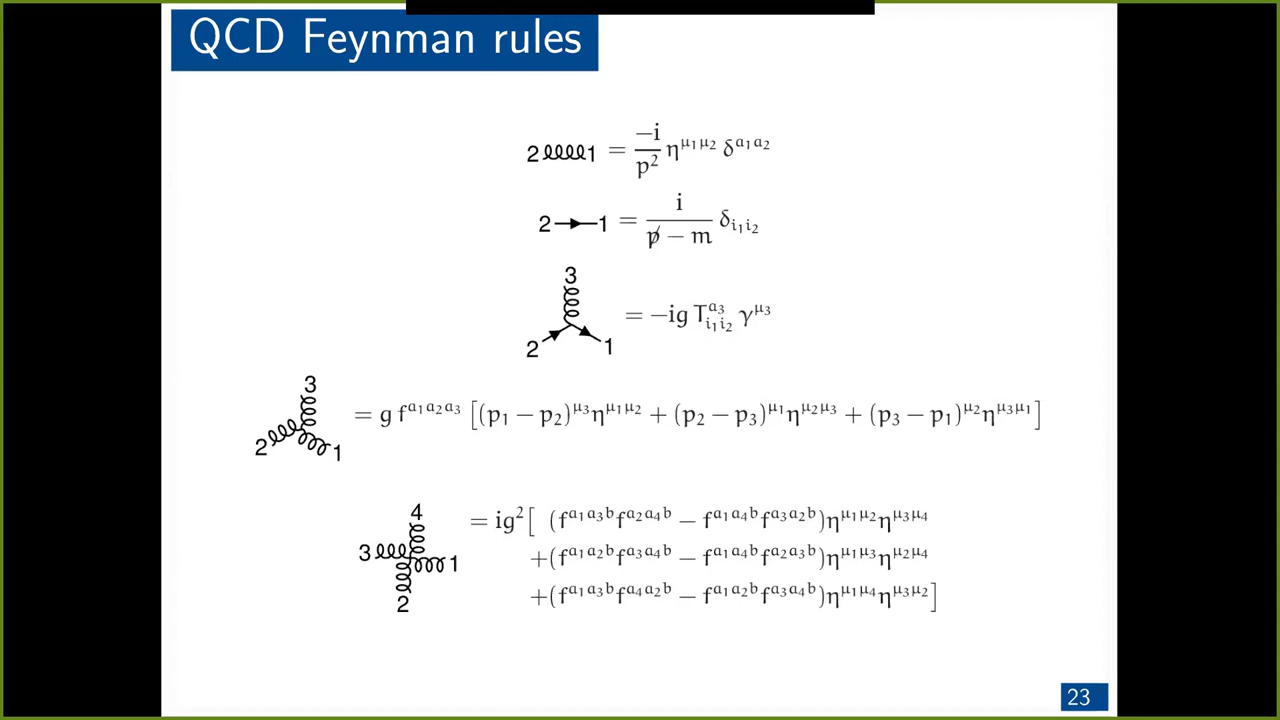 QCD Feynman rules
2 1 = −i/p² η^{μ₁μ₂} δ^{a₁a₂}
2 1 = i/(p̸ − m) δ_{i₁i₂}
3
2 1 = −ig T^{a₃}_{i₁i₂} γ^{μ₃}
3
2 1 = g f^{a₁a₂a₃} [(p₁ − p₂)^{μ₃}η^{μ₁μ₂} + (p₂ − p₃)^{μ₁}η^{μ₂μ₃} + (p₃ − p₁)^{μ₂}η^{μ₃μ₁}]
4
= ig²[ (f^{a₁a₃b}f^{a₂a₄b} − f^{a₁a₄b}f^{a₃a₂b})η^{μ₁μ₂}η^{μ₃μ₄}
3 1 +(f^{a₁a₂b}f^{a₃a₄b} − f^{a₁a₄b}f^{a₂a₃b})η^{μ₁μ₃}η^{μ₂μ₄}
2 +(f^{a₁a₃b}f^{a₄a₂b} − f^{a₁a₂b}f^{a₃a₄b})η^{μ₁μ₄}η^{μ₃μ₂}]
23